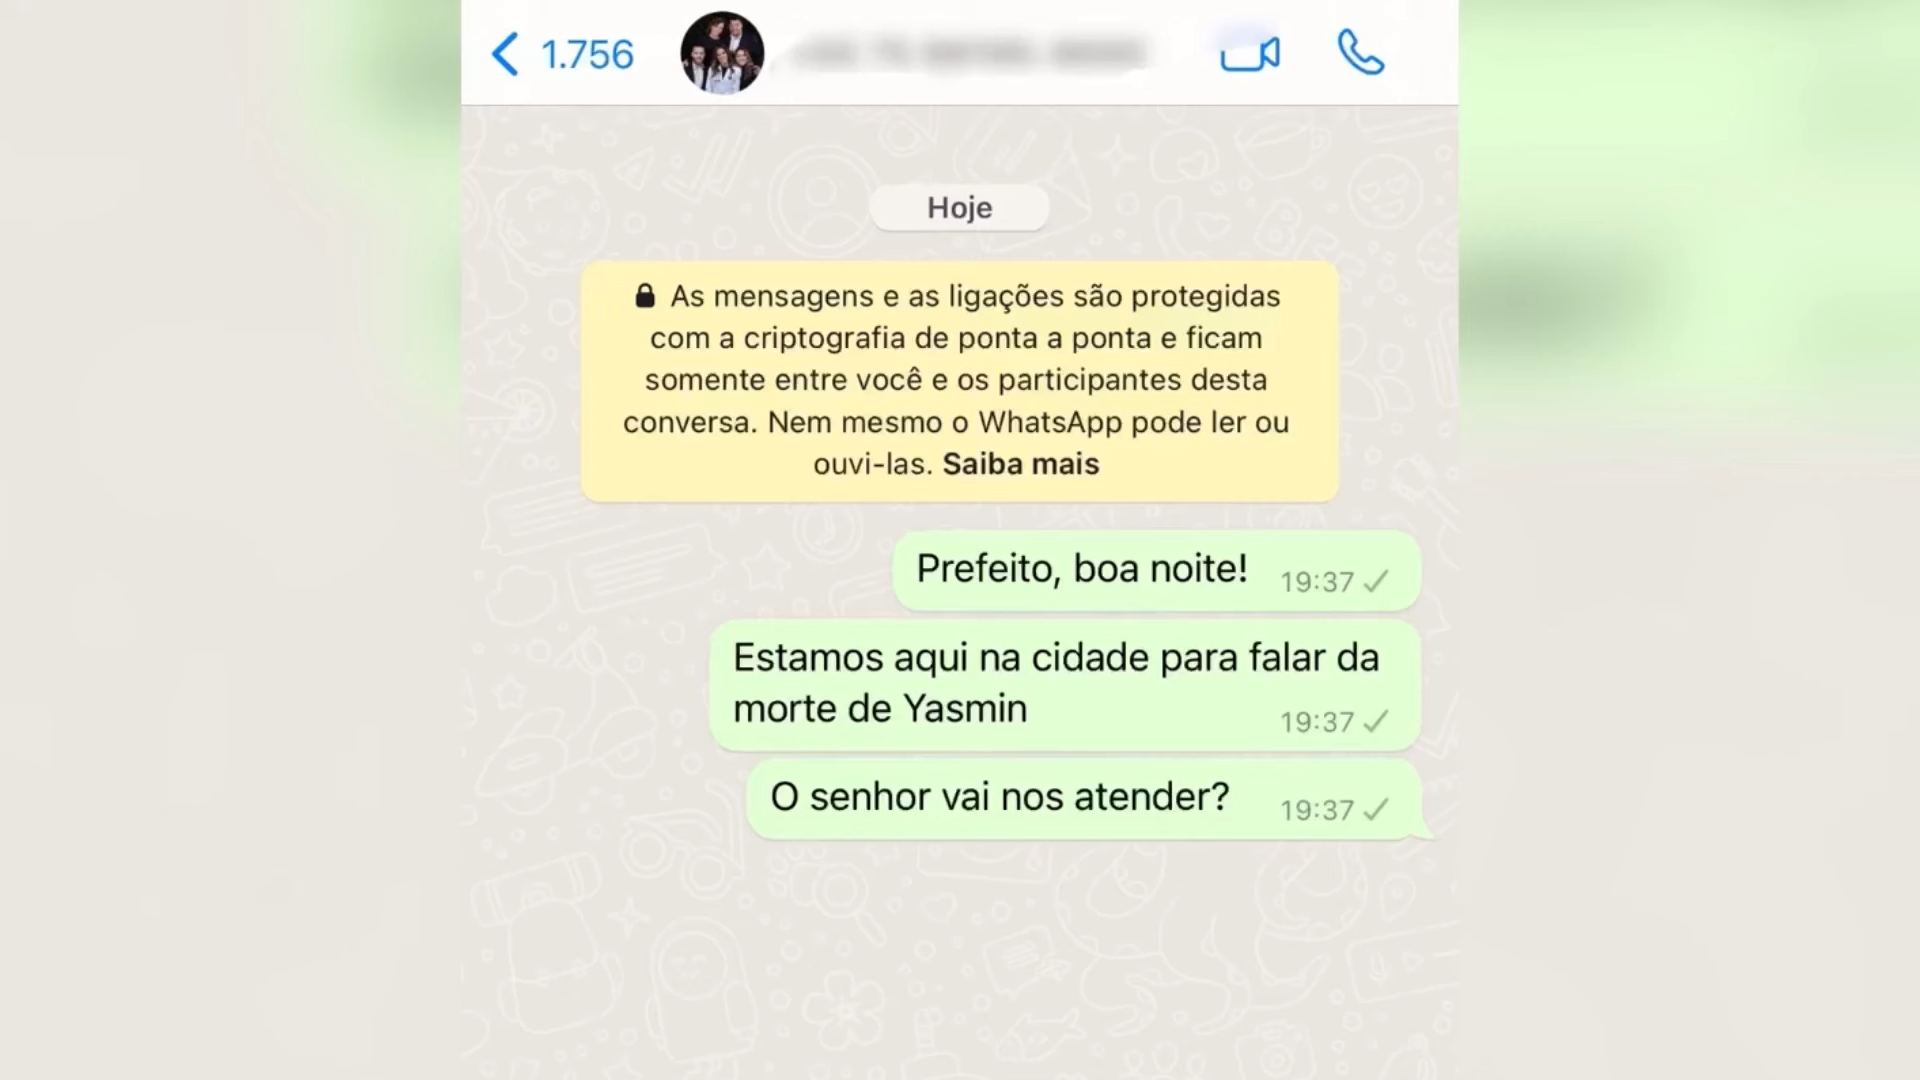 1.756
Hoje
As mensagens e as ligações são protegidas
com a criptografia de ponta a ponta e ficam
somente entre você e os participantes desta
conversa. Nem mesmo o WhatsApp pode ler ou
ouvi-las. Saiba mais
Prefeito, boa noite! 19:37
Estamos aqui na cidade para falar da
morte de Yasmin 19:37
O senhor vai nos atender? 19:37